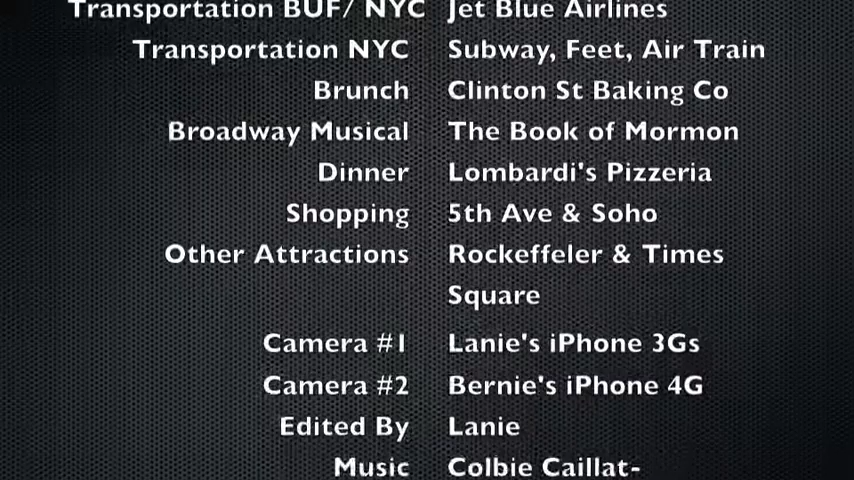 Transportation BUF/ NYC Jet Blue Airlines
Transportation NYC Subway, Feet, Air Train
Brunch Clinton St Baking Co
Broadway Musical The Book of Mormon
Dinner Lombardi's Pizzeria
Shopping 5th Ave & Soho
Other Attractions Rockeffeler & Times
Square
Camera #1 Lanie's iPhone 3Gs
Camera #2 Bernie's iPhone 4G
Edited By Lanie
Music Colbie Caillat-